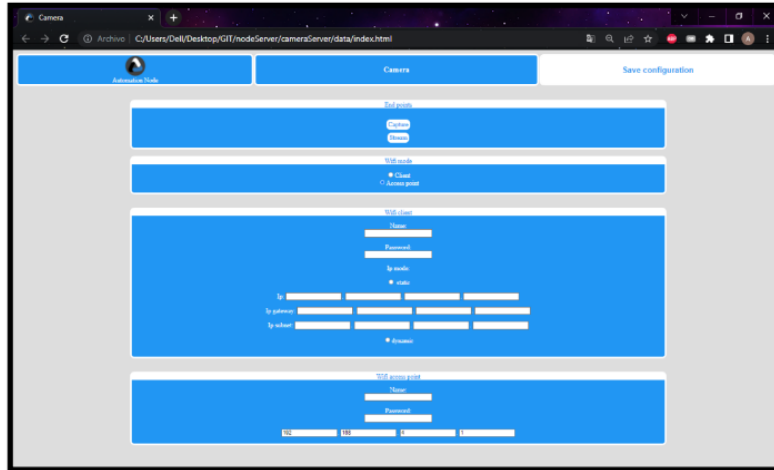 Camera
Archivo | C:/Users/Dell/Desktop/GIT/nodeServer/cameraServer/data/index.html
Automation Node
Camera
Save configuration
End points
Capture
Stream
Wifi mode
Client
Access point
Wifi client
Name:
Password:
Ip mode:
static
Ip:
Ip gateway:
Ip subnet:
dynamic
Wifi access point
Name:
Password:
192 168 4 1